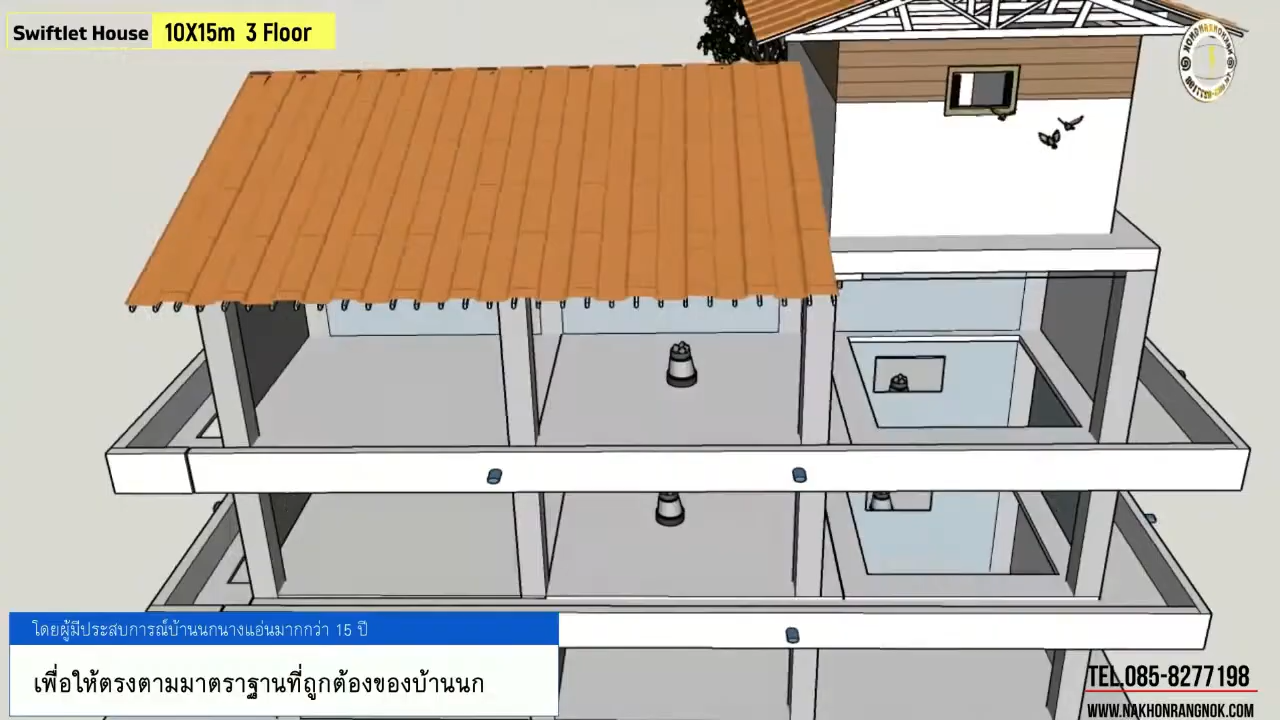 Swiftlet House 10X15m 3 Floor
โดยผู้มีประสบการณ์บ้านนกนางแอ่นมากกว่า 15 ปี
เพื่อให้ตรงตามมาตราฐานที่ถูกต้องของบ้านนก
TEL.085-8277198
WWW.NAKHONRANGNOK.COM